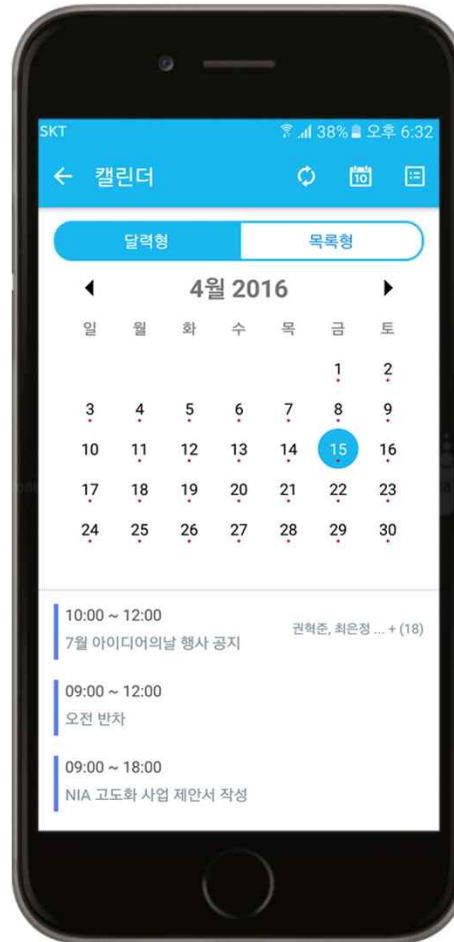 SKT 38% 오후 6:32
캘린더 10
달력형 목록형
4월 2016
일 월 화 수 목 금 토
1 2
3 4 5 6 7 8 9
10 11 12 13 14 15 16
17 18 19 20 21 22 23
24 25 26 27 28 29 30
10:00 ~ 12:00
7월 아이디어의날 행사 공지 권혁준, 최은정 ... + (18)
09:00 ~ 12:00
오전 반차
09:00 ~ 18:00
NIA 고도화 사업 제안서 작성